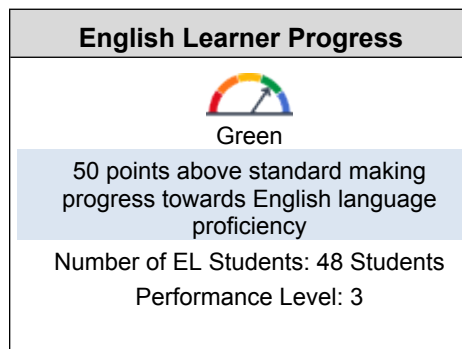 English Learner Progress
Green
50 points above standard making
progress towards English language
proficiency
Number of EL Students: 48 Students
Performance Level: 3